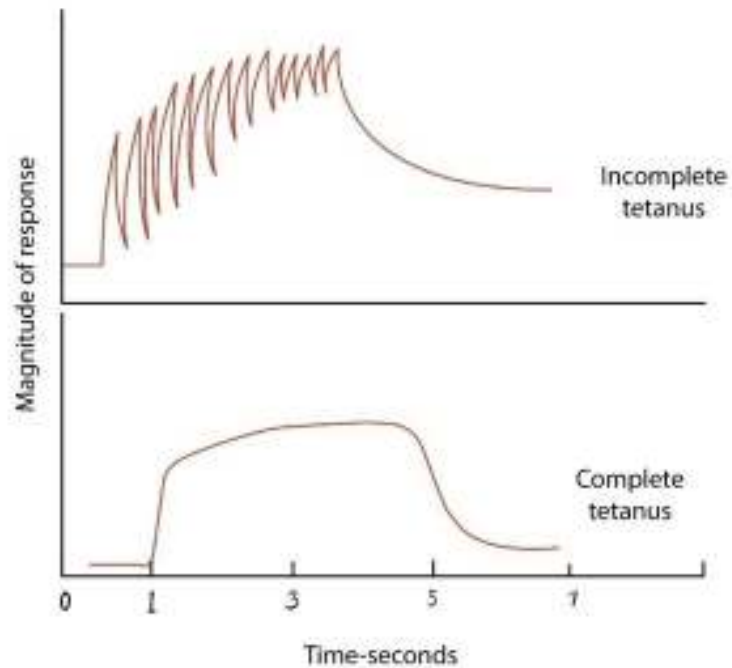 Magnitude of response
Incomplete
tetanus
Complete
tetanus
0 1 3 5 7
Time-seconds